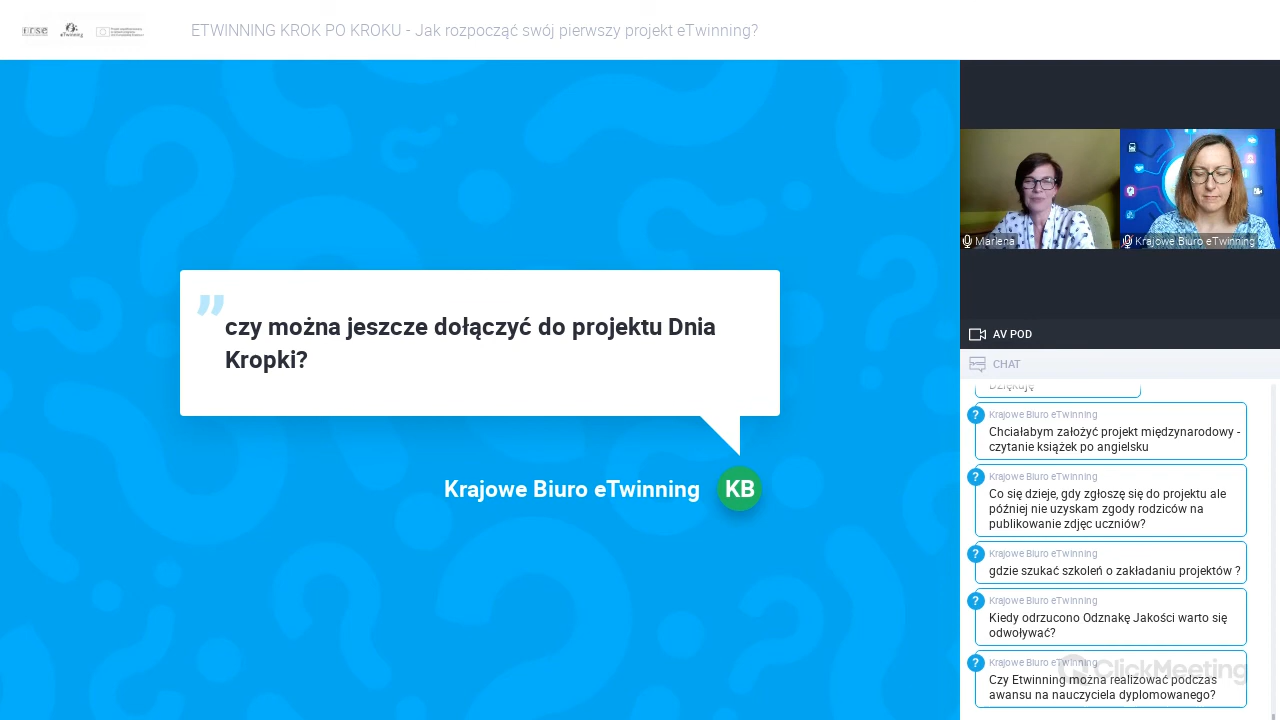 frse
eTwinning
ETWINNING KROK PO KROKU - Jak rozpocząć swój pierwszy projekt eTwinning?
”
czy można jeszcze dołączyć do projektu Dnia
Kropki?
Krajowe Biuro eTwinning
KB
Marlena
Krajowe Biuro eTwinning
AV POD
CHAT
Dziękuję
?
Krajowe Biuro eTwinning
Chciałabym założyć projekt międzynarodowy -
czytanie książek po angielsku
?
Krajowe Biuro eTwinning
Co się dzieje, gdy zgłoszę się do projektu ale
później nie uzyskam zgody rodziców na
publikowanie zdjęc uczniów?
?
Krajowe Biuro eTwinning
gdzie szukać szkoleń o zakładaniu projektów ?
?
Krajowe Biuro eTwinning
Kiedy odrzucono Odznakę Jakości warto się
odwoływać?
?
Krajowe Biuro eTwinning
Czy Etwinning można realizować podczas
awansu na nauczyciela dyplomowanego?
ClickMeeting